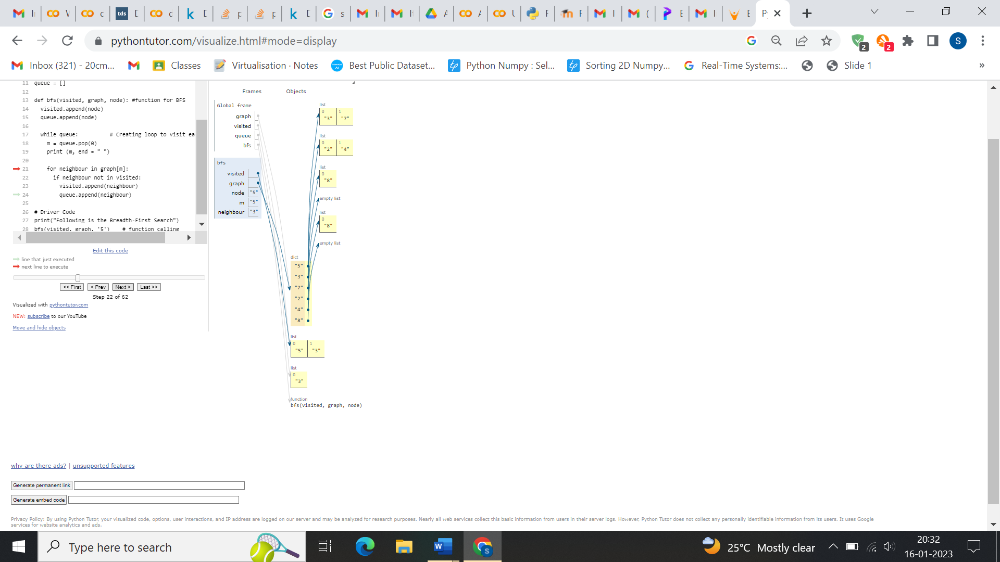 pythontutor.com/visualize.html#mode=display
Inbox (321) - 20cm... Classes Virtualisation · Notes Best Public Dataset... Python Numpy : Sel... Sorting 2D Numpy... Real-Time Systems:... Slide 1 »
11 queue = []
12
13 def bfs(visited, graph, node): #function for BFS
14 visited.append(node)
15 queue.append(node)
16
17 while queue: # Creating loop to visit ea
18 m = queue.pop(0)
19 print (m, end = " ")
20
21 for neighbour in graph[m]:
22 if neighbour not in visited:
23 visited.append(neighbour)
24 queue.append(neighbour)
25
26 # Driver Code
27 print("Following is the Breadth-First Search")
28 bfs(visited, graph, '5') # function calling
Edit this code
line that just executed
next line to execute
<< First < Prev Next > Last >>
Step 22 of 62
Visualized with pythontutor.com
NEW: subscribe to our YouTube
Move and hide objects
Frames Objects
Global frame
graph
visited
queue
bfs
bfs
visited
graph
node "5"
m "5"
neighbour "3"
list
0 1
"3" "7"
list
0 1
"2" "4"
list
0
"8"
empty list
list
0
"8"
empty list
dict
"5"
"3"
"7"
"2"
"4"
"8"
list
0 1
"5" "3"
list
0
"3"
function
bfs(visited, graph, node)
why are there ads? | unsupported features
Generate permanent link
Generate embed code
Privacy Policy: By using Python Tutor, your visualized code, options, user interactions, and IP address are logged on our server and may be analyzed for research purposes. Nearly all web services collect this basic information from users in their server logs. However, Python Tutor does not collect any personally identifiable information from its users. It uses Google
services for website analytics and ads.
Type here to search
25°C Mostly clear
20:32
16-01-2023